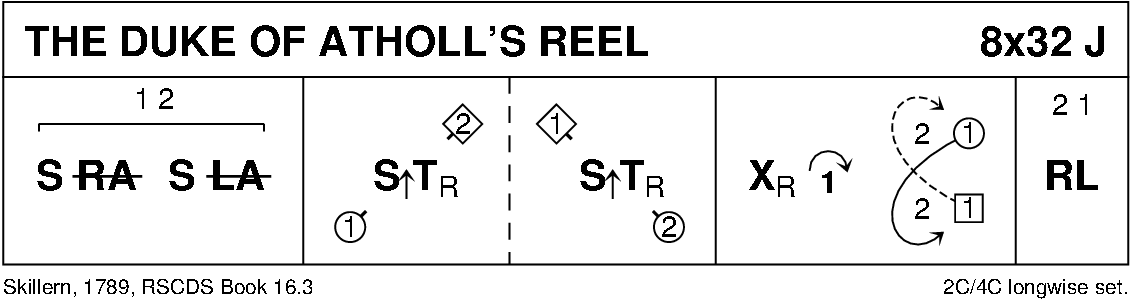 THE DUKE OF ATHOLL'S REEL 8x32 J
1 2
S RA S LA
2
S↑TR
1
1
S↑TR
2
XR 1
2 1
2 1
2 1
RL
Skillern, 1789, RSCDS Book 16.3
2C/4C longwise set.